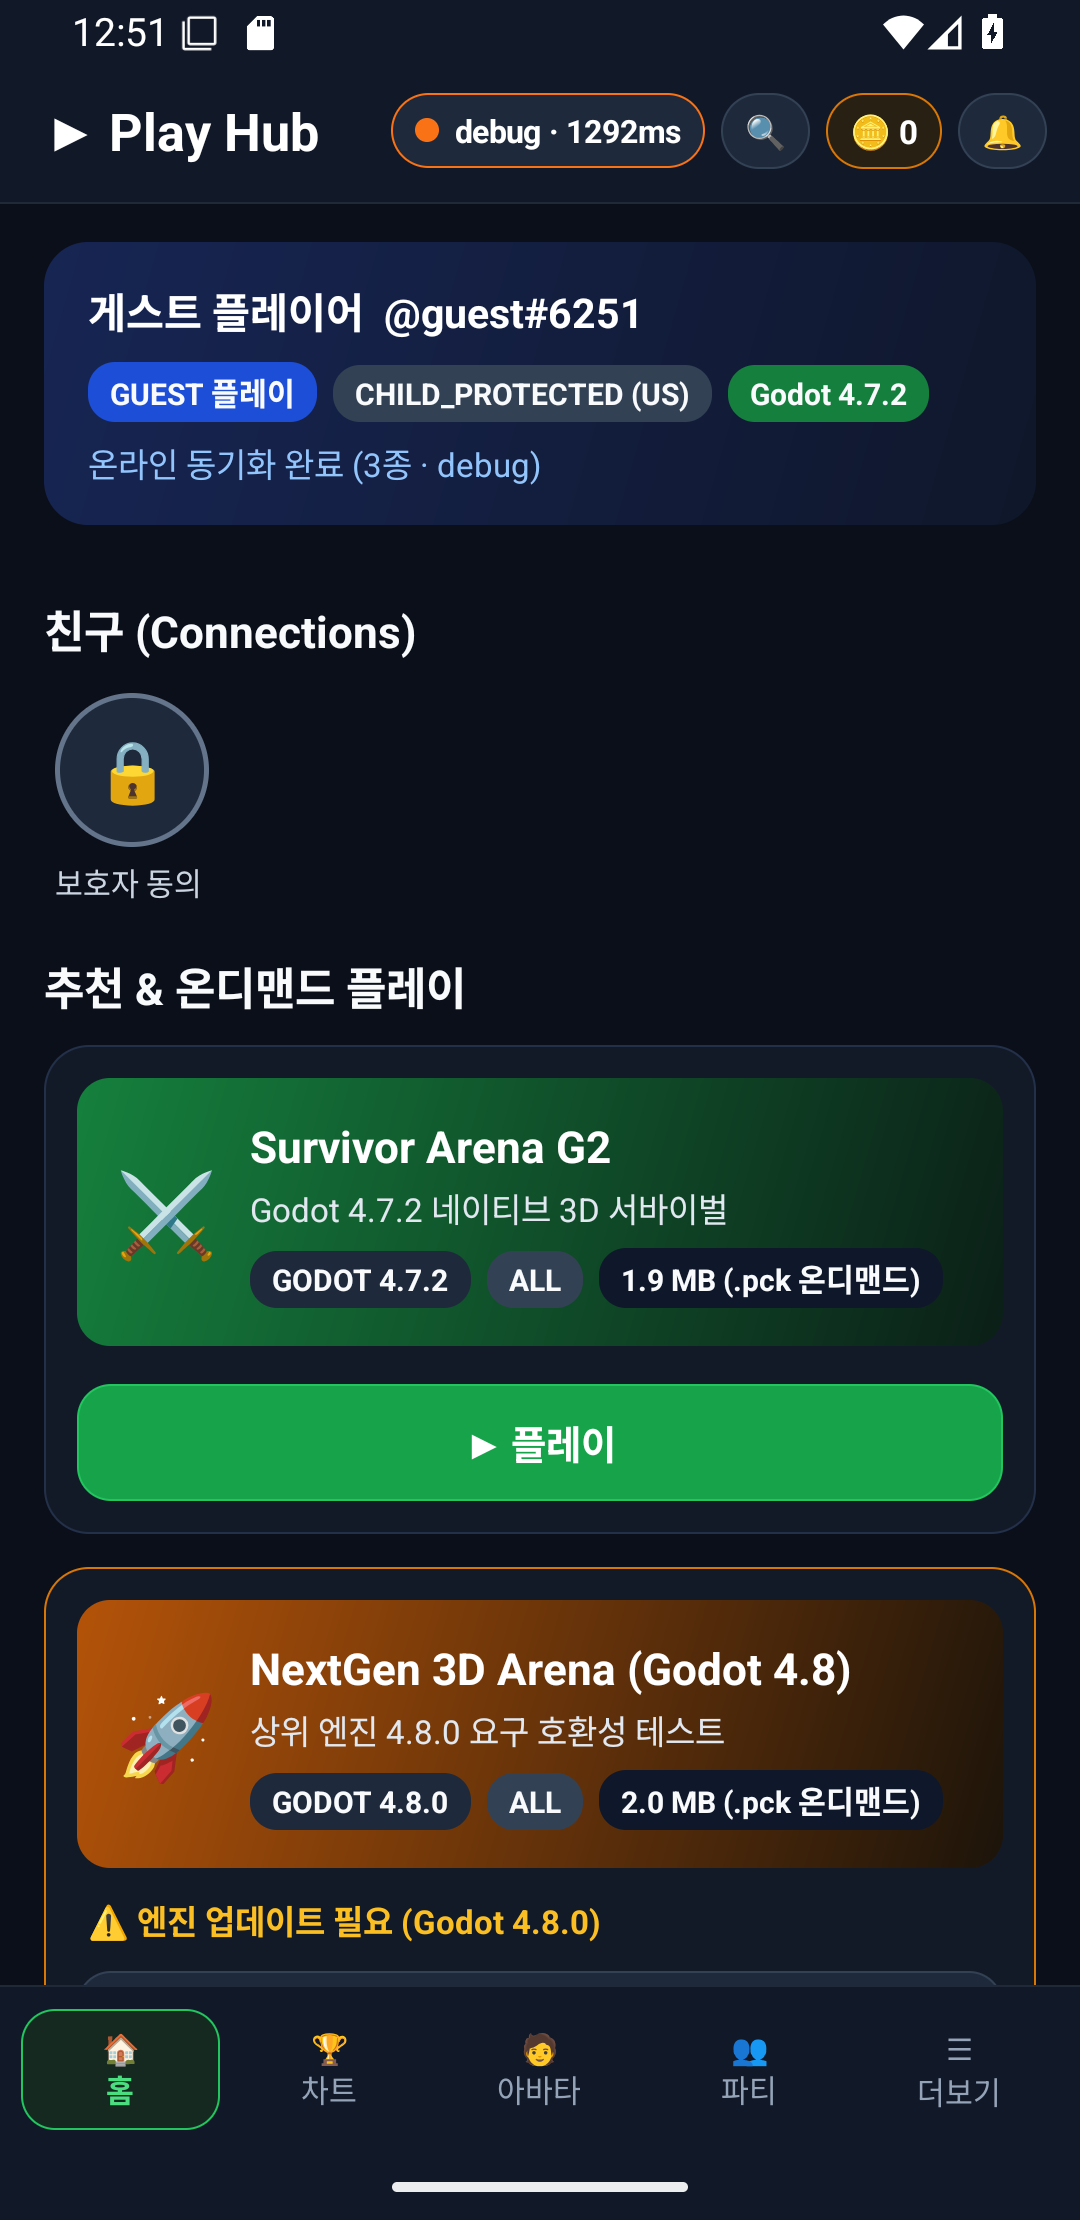 12:51
▶ Play Hub
debug · 1292ms
0
게스트 플레이어 @guest#6251
GUEST 플레이
CHILD_PROTECTED (US)
Godot 4.7.2
온라인 동기화 완료 (3종 · debug)
친구 (Connections)
보호자 동의
추천 & 온디맨드 플레이
Survivor Arena G2
Godot 4.7.2 네이티브 3D 서바이벌
GODOT 4.7.2
ALL
1.9 MB (.pck 온디맨드)
▶ 플레이
NextGen 3D Arena (Godot 4.8)
상위 엔진 4.8.0 요구 호환성 테스트
GODOT 4.8.0
ALL
2.0 MB (.pck 온디맨드)
⚠️ 엔진 업데이트 필요 (Godot 4.8.0)
홈
차트
아바타
파티
더보기